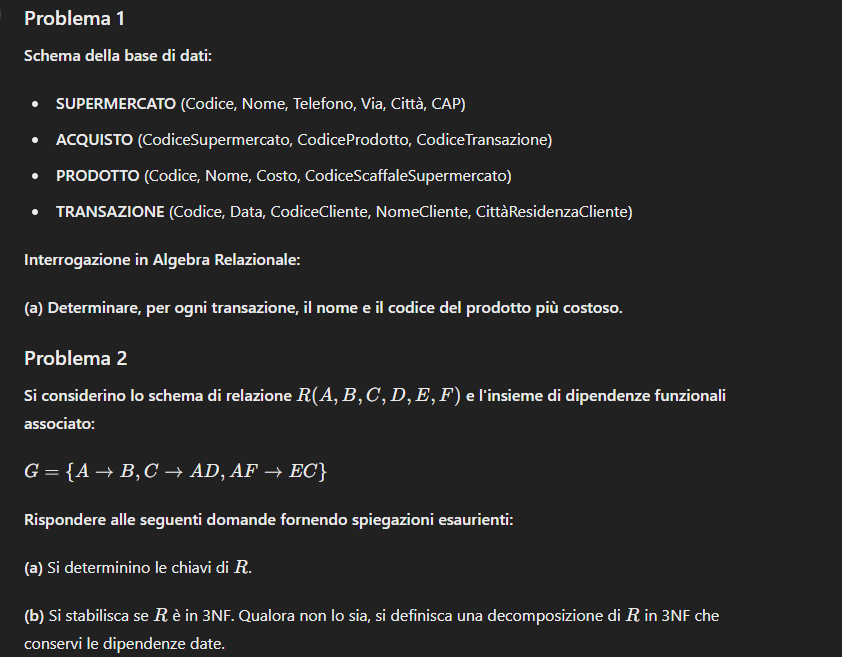 Problema 1
Schema della base di dati:
• SUPERMERCATO (Codice, Nome, Telefono, Via, Città, CAP)
• ACQUISTO (CodiceSupermercato, CodiceProdotto, CodiceTransazione)
• PRODOTTO (Codice, Nome, Costo, CodiceScaffaleSupermercato)
• TRANSAZIONE (Codice, Data, CodiceCliente, NomeCliente, CittàResidenzaCliente)
Interrogazione in Algebra Relazionale:
(a) Determinare, per ogni transazione, il nome e il codice del prodotto più costoso.
Problema 2
Si considerino lo schema di relazione R(A, B, C, D, E, F) e l'insieme di dipendenze funzionali
associato:
G = {A → B, C → AD, AF → EC}
Rispondere alle seguenti domande fornendo spiegazioni esaurienti:
(a) Si determinino le chiavi di R.
(b) Si stabilisca se R è in 3NF. Qualora non lo sia, si definisca una decomposizione di R in 3NF che
conservi le dipendenze date.